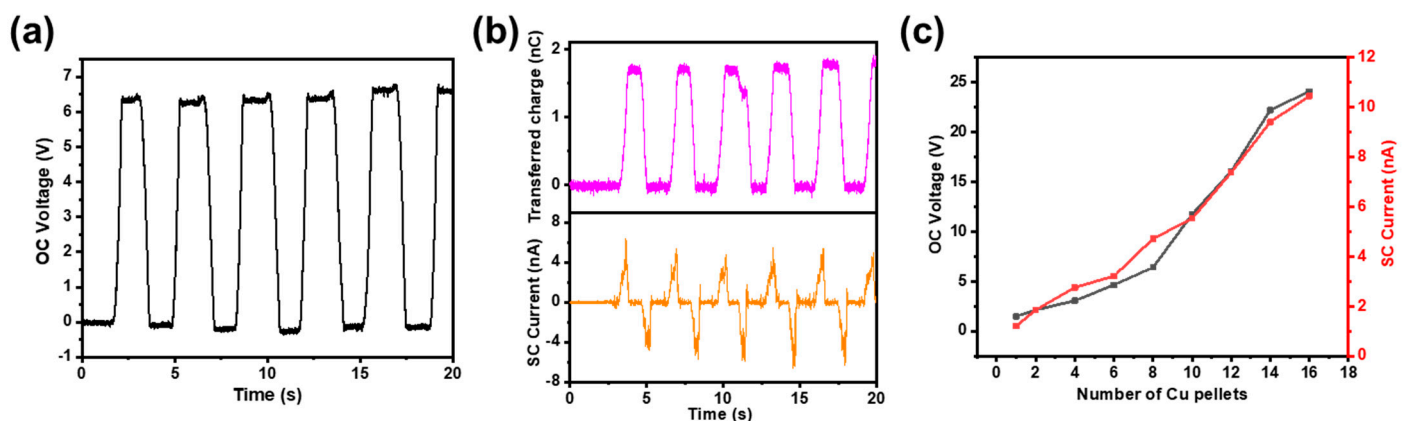 (a)
7
6
5
4
3
2
1
0
-1
OC Voltage (V)
0 5 10 15 20
Time (s)
(b)
2
1
0
Transferred charge (nC)
8
4
0
-4
-8
SC Current (nA)
0 5 10 15 20
Time (s)
(c)
25
20
15
10
5
0
OC Voltage (V)
12
10
8
6
4
2
0
SC Current (nA)
0 2 4 6 8 10 12 14 16 18
Number of Cu pellets